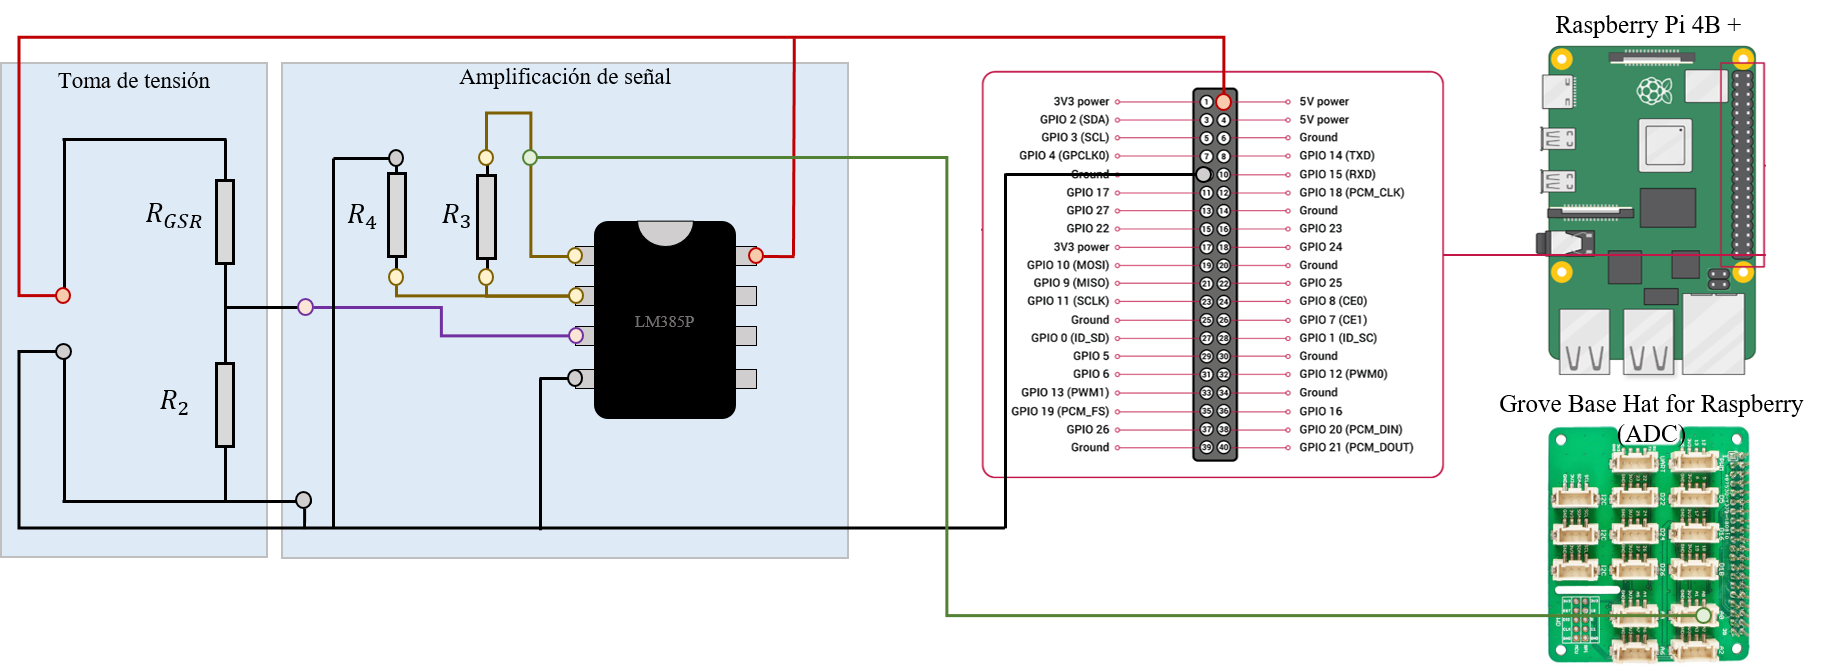 Raspberry Pi 4B +
Toma de tensión
Amplificación de señal
R_GSR
R_2
R_4
R_3
LM385P
3V3 power 1 5V power
GPIO 2 (SDA) 3 4 5V power
GPIO 3 (SCL) 5 6 Ground
GPIO 4 (GPCLK0) 7 8 GPIO 14 (TXD)
Ground 10 GPIO 15 (RXD)
GPIO 17 11 12 GPIO 18 (PCM_CLK)
GPIO 27 13 14 Ground
GPIO 22 15 16 GPIO 23
3V3 power 17 18 GPIO 24
GPIO 10 (MOSI) 19 20 Ground
GPIO 9 (MISO) 21 22 GPIO 25
GPIO 11 (SCLK) 23 24 GPIO 8 (CE0)
Ground 25 26 GPIO 7 (CE1)
GPIO 0 (ID_SD) 27 28 GPIO 1 (ID_SC)
GPIO 5 29 30 Ground
GPIO 6 31 32 GPIO 12 (PWM0)
GPIO 13 (PWM1) 33 34 Ground
GPIO 19 (PCM_FS) 35 36 GPIO 16
GPIO 26 37 38 GPIO 20 (PCM_DIN)
Ground 39 40 GPIO 21 (PCM_DOUT)
Grove Base Hat for Raspberry
(ADC)